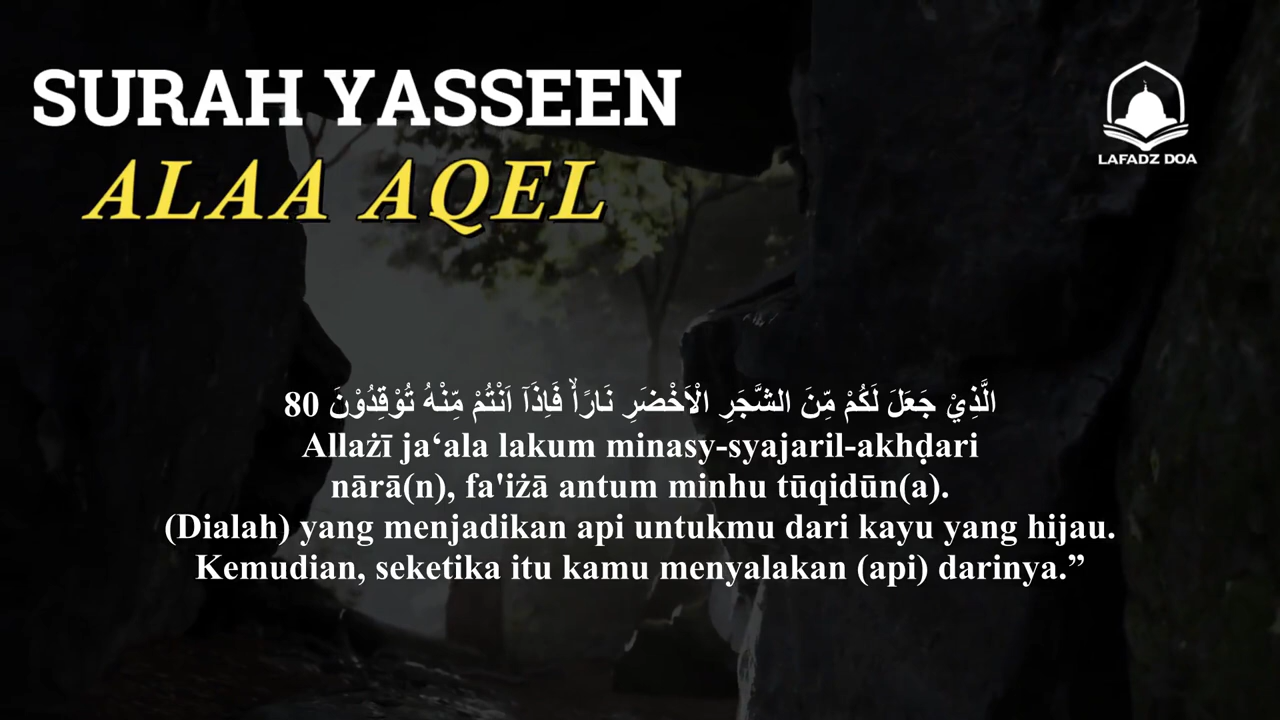 SURAH YASSEEN
ALAA AQEL
LAFADZ DOA
الَّذِيْ جَعَلَ لَكُمْ مِّنَ الشَّجَرِ الْاَخْضَرِ نَارًاۙ فَاِذَآ اَنْتُمْ مِّنْهُ تُوْقِدُوْنَ 80
Allażī ja‘ala lakum minasy-syajaril-akhḍari
nārā(n), fa'iżā antum minhu tūqidūn(a).
(Dialah) yang menjadikan api untukmu dari kayu yang hijau.
Kemudian, seketika itu kamu menyalakan (api) darinya.”